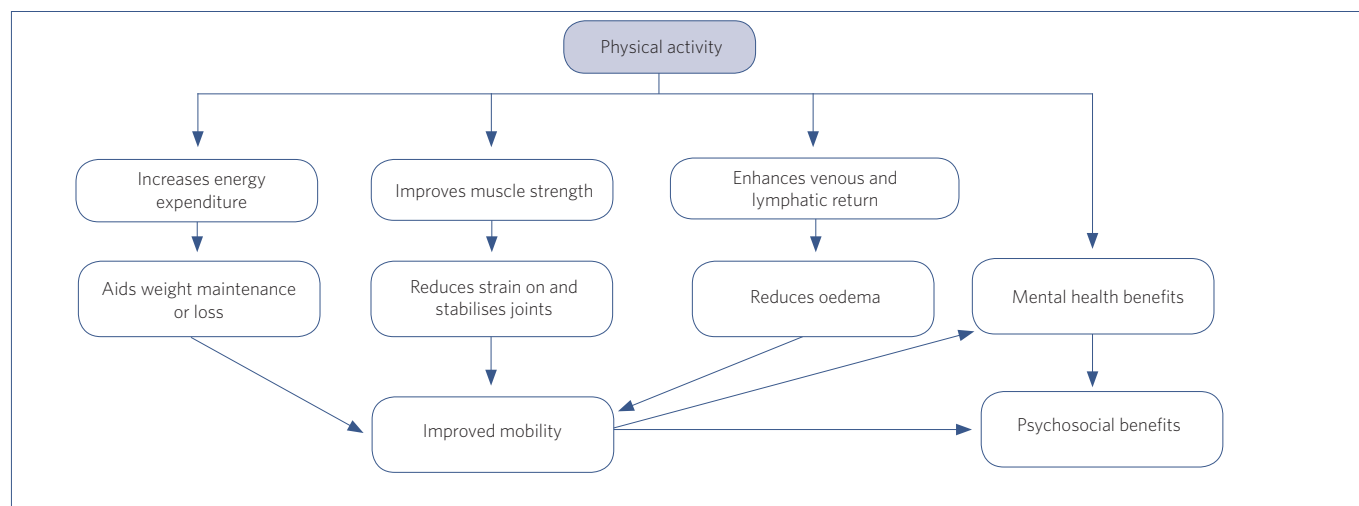 Physical activity
Increases energy
expenditure
Improves muscle strength
Enhances venous and
lymphatic return
Aids weight maintenance
or loss
Reduces strain on and
stabilises joints
Reduces oedema
Mental health benefits
Improved mobility
Psychosocial benefits